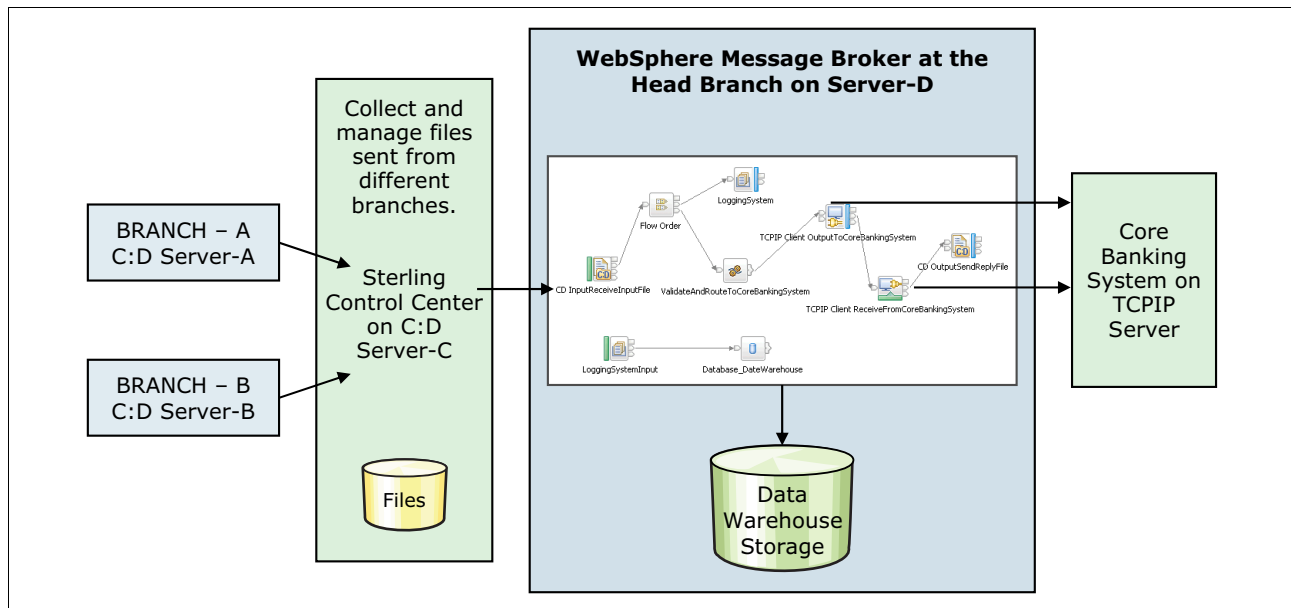 WebSphere Message Broker at the
Head Branch on Server-D
Collect and
manage files
sent from
different
branches.
Sterling
Control Center
on C:D
Server-C
Files
BRANCH – A
C:D Server-A
BRANCH – B
C:D Server-B
LoggingSystem
Flow Order
TCPIP Client OutputToCoreBankingSystem
CD OutputSendReplyFile
CD
CD InputReceiveInputFile
CD
ValidateAndRouteToCoreBankingSystem
TCPIP Client ReceiveFromCoreBankingSystem
LoggingSystemInput
Database_DateWarehouse
Data
Warehouse
Storage
Core
Banking
System on
TCPIP
Server